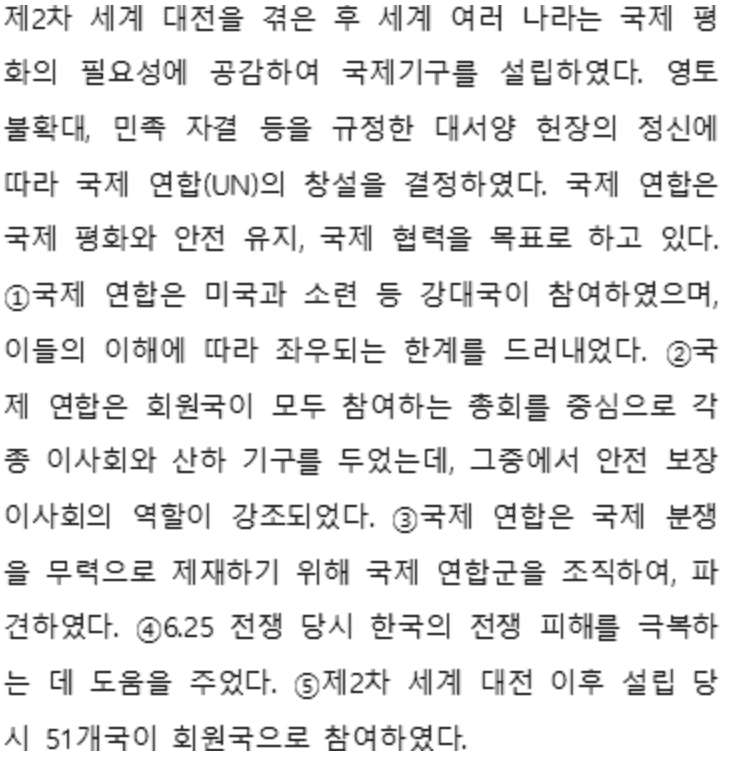 제2차 세계 대전을 겪은 후 세계 여러 나라는 국제 평
화의 필요성에 공감하여 국제기구를 설립하였다. 영토
불확대, 민족 자결 등을 규정한 대서양 헌장의 정신에
따라 국제 연합(UN)의 창설을 결정하였다. 국제 연합은
국제 평화와 안전 유지, 국제 협력을 목표로 하고 있다.
①국제 연합은 미국과 소련 등 강대국이 참여하였으며,
이들의 이해에 따라 좌우되는 한계를 드러내었다. ②국
제 연합은 회원국이 모두 참여하는 총회를 중심으로 각
종 이사회와 산하 기구를 두었는데, 그중에서 안전 보장
이사회의 역할이 강조되었다. ③국제 연합은 국제 분쟁
을 무력으로 제재하기 위해 국제 연합군을 조직하여, 파
견하였다. ④6.25 전쟁 당시 한국의 전쟁 피해를 극복하
는 데 도움을 주었다. ⑤제2차 세계 대전 이후 설립 당
시 51개국이 회원국으로 참여하였다.